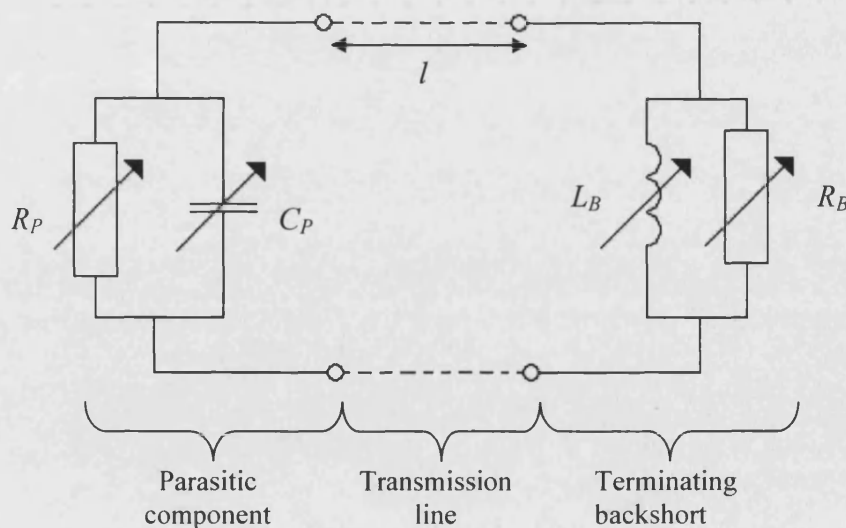 l
R_P
C_P
L_B
R_B
Parasitic component
Transmission line
Terminating backshort